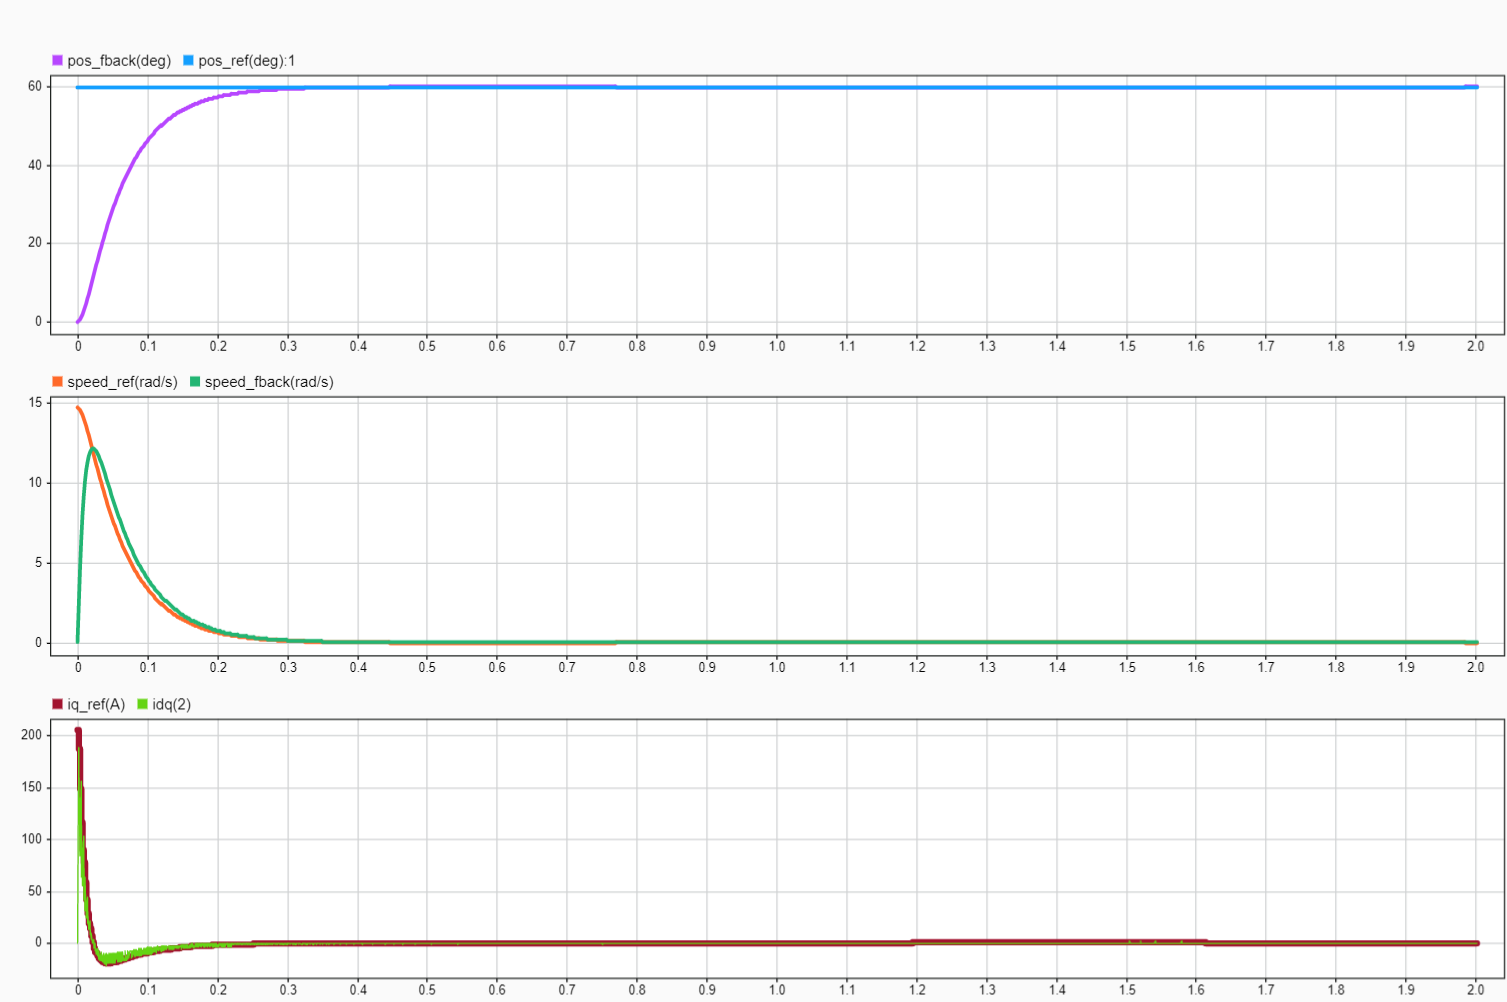 pos_fback(deg) pos_ref(deg):1
60
40
20
0
0 0.1 0.2 0.3 0.4 0.5 0.6 0.7 0.8 0.9 1.0 1.1 1.2 1.3 1.4 1.5 1.6 1.7 1.8 1.9 2.0
speed_ref(rad/s) speed_fback(rad/s)
15
10
5
0
0 0.1 0.2 0.3 0.4 0.5 0.6 0.7 0.8 0.9 1.0 1.1 1.2 1.3 1.4 1.5 1.6 1.7 1.8 1.9 2.0
iq_ref(A) idq(2)
200
150
100
50
0
0 0.1 0.2 0.3 0.4 0.5 0.6 0.7 0.8 0.9 1.0 1.1 1.2 1.3 1.4 1.5 1.6 1.7 1.8 1.9 2.0